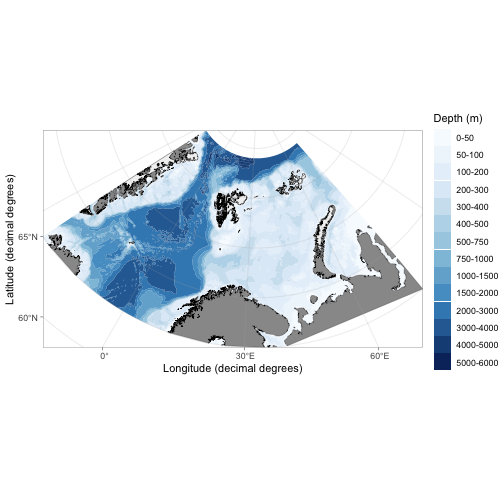 Depth (m)
0-50
50-100
100-200
200-300
300-400
400-500
500-750
750-1000
1000-1500
1500-2000
2000-3000
3000-4000
4000-5000
5000-6000
Latitude (decimal degrees)
65°N
60°N
0°
30°E
60°E
Longitude (decimal degrees)